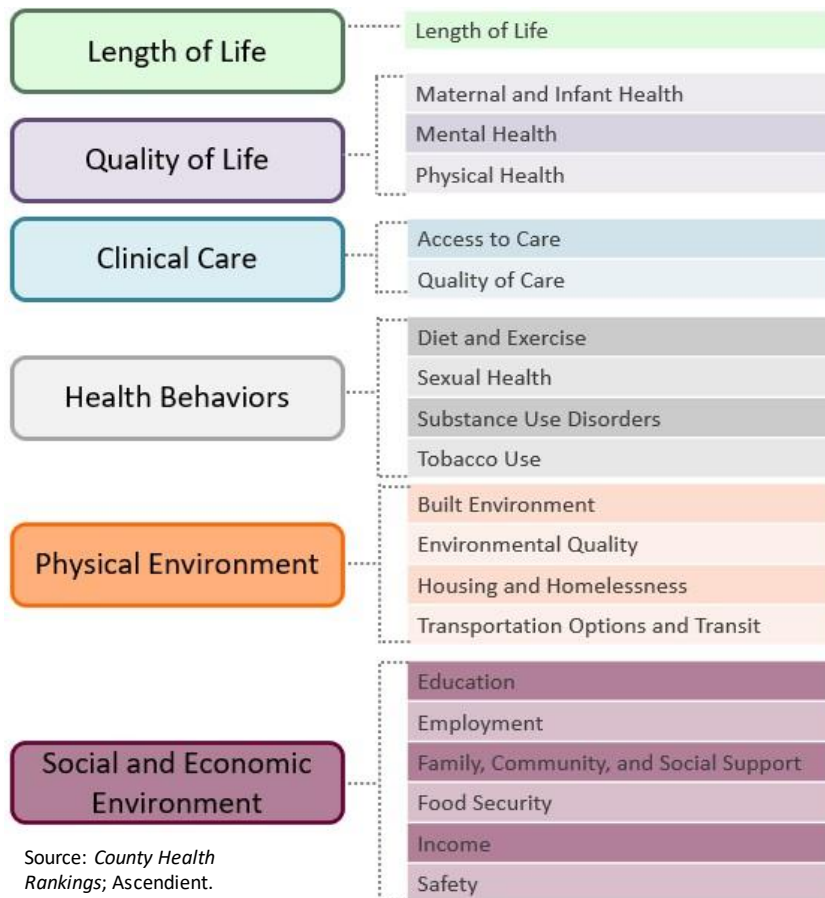 Length of Life
Length of Life
Quality of Life
Maternal and Infant Health
Mental Health
Physical Health
Clinical Care
Access to Care
Quality of Care
Health Behaviors
Diet and Exercise
Sexual Health
Substance Use Disorders
Tobacco Use
Physical Environment
Built Environment
Environmental Quality
Housing and Homelessness
Transportation Options and Transit
Social and Economic
Environment
Education
Employment
Family, Community, and Social Support
Food Security
Income
Safety
Source: County Health
Rankings; Ascendient.